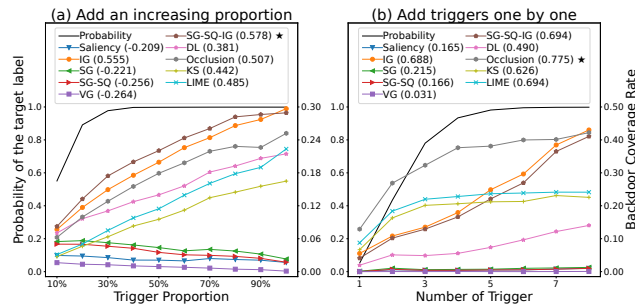 (a) Add an increasing proportion
Probability
Saliency (-0.209)
IG (0.555)
SG (-0.221)
SG-SQ (-0.256)
VG (-0.264)
SG-SQ-IG (0.578) ★
DL (0.381)
Occlusion (0.507)
KS (0.442)
LIME (0.485)
Probability of the target label
1.0
0.8
0.6
0.4
0.2
0.0
0.30
0.24
0.18
0.12
0.06
0.00
10%
30%
50%
70%
90%
Trigger Proportion
(b) Add triggers one by one
Probability
Saliency (0.165)
IG (0.688)
SG (0.215)
SG-SQ (0.166)
VG (0.031)
SG-SQ-IG (0.694)
DL (0.490)
Occlusion (0.775) ★
KS (0.626)
LIME (0.694)
1.0
0.8
0.6
0.4
0.2
0.0
0.50
0.40
0.30
0.20
0.10
0.00
Backdoor Coverage Rate
1
3
5
7
Number of Trigger